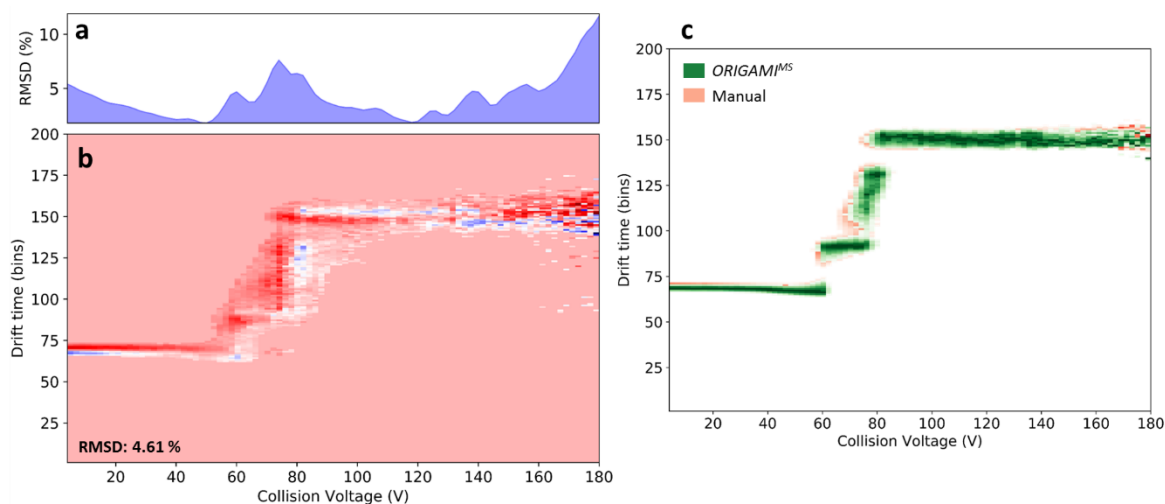 a
RMSD (%)
10
5
b
Drift time (bins)
200
175
150
125
100
75
50
25
RMSD: 4.61 %
20 40 60 80 100 120 140 160 180
Collision Voltage (V)
c
Drift time (bins)
200
175
150
125
100
75
50
25
ORIGAMIᴹˢ
Manual
20 40 60 80 100 120 140 160 180
Collision Voltage (V)